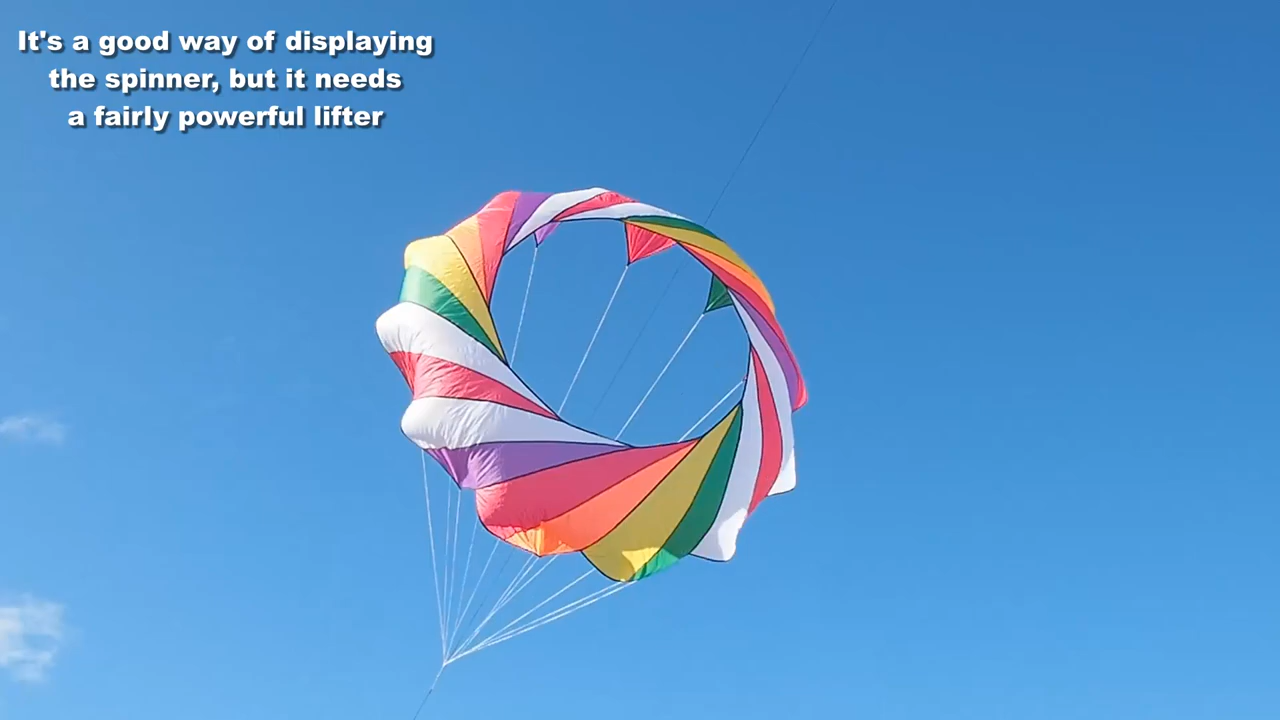 It's a good way of displaying
the spinner, but it needs
a fairly powerful lifter